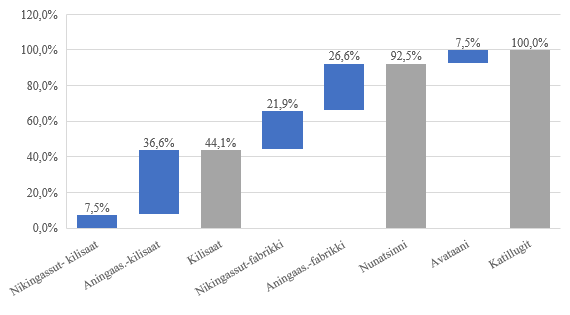 120,0%
100,0%
80,0%
60,0%
40,0%
20,0%
0,0%
7,5%
36,6%
44,1%
21,9%
26,6%
92,5%
7,5%
100,0%
Nikingassut- kilisaat
Aningaas.-kilisaat
Kilisaat
Nikingassut-fabrikki
Aningaas.-fabrikki
Nunatsinni
Avataani
Katillugit